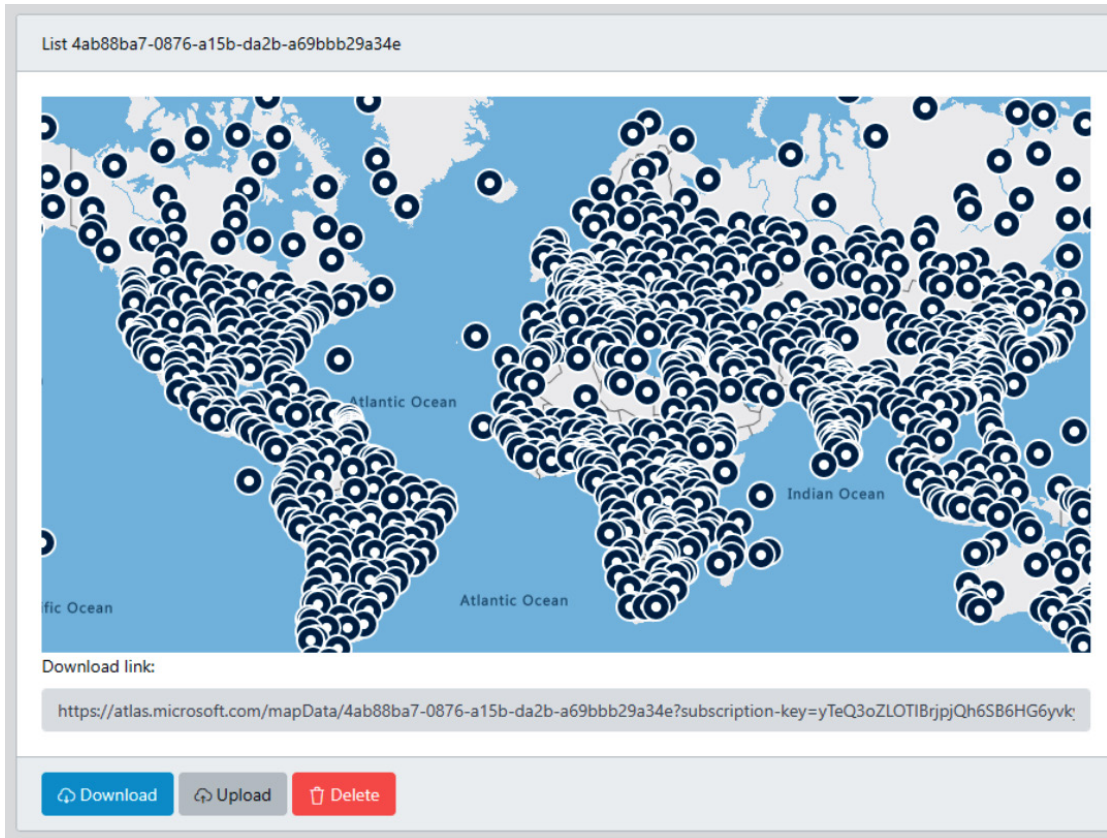 List 4ab88ba7-0876-a15b-da2b-a69bbb29a34e
Atlantic Ocean
Indian Ocean
Atlantic Ocean
ific Ocean
Download link:
https://atlas.microsoft.com/mapData/4ab88ba7-0876-a15b-da2b-a69bbb29a34e?subscription-key=yTeQ3oZLOTIBrjpjQh6SB6HG6yvk
Download
Upload
Delete